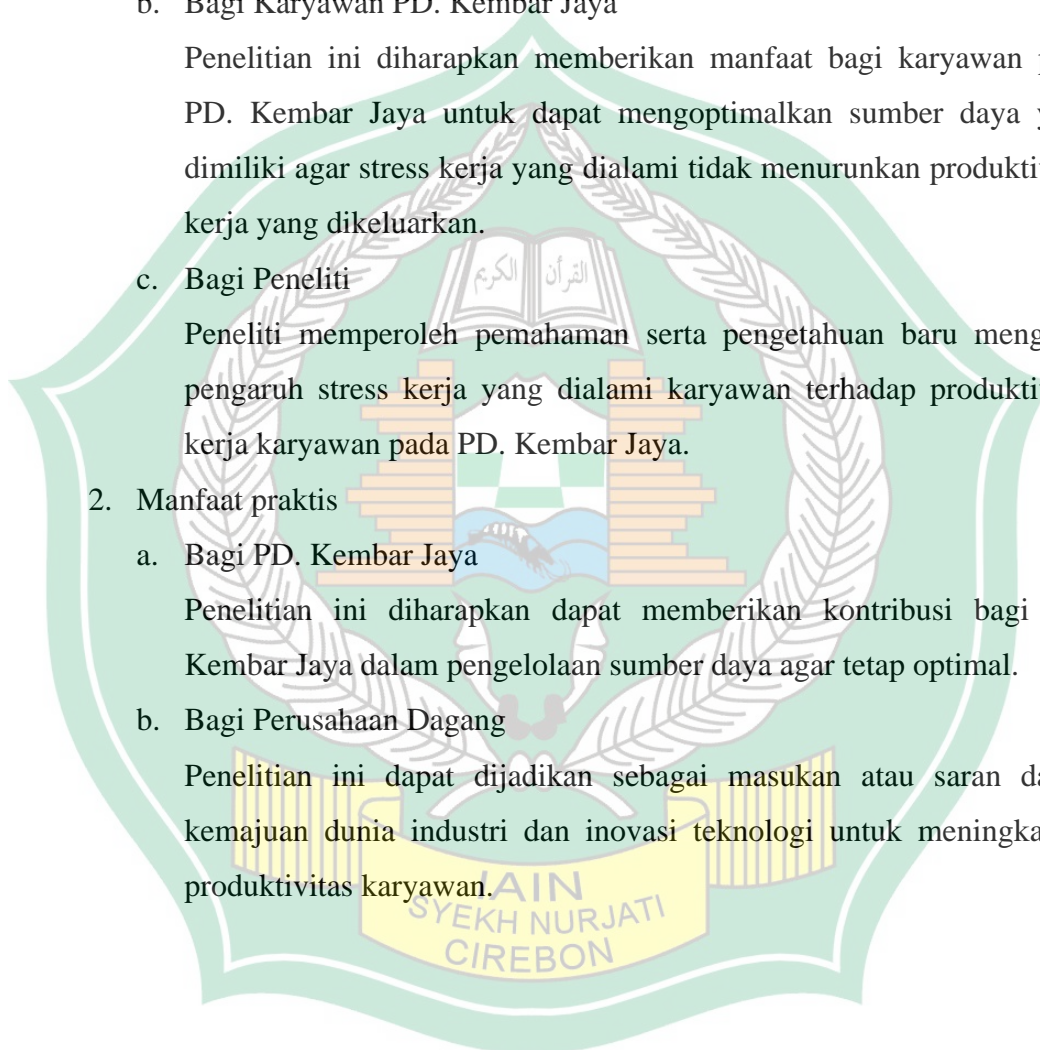 b. Bagi Karyawan PD. Kembar Jaya
Penelitian ini diharapkan memberikan manfaat bagi karyawan
PD. Kembar Jaya untuk dapat mengoptimalkan sumber daya
dimiliki agar stress kerja yang dialami tidak menurunkan
kerja yang dikeluarkan.
c. Bagi Peneliti
القرآن الكريم
Peneliti memperoleh pemahaman serta pengetahuan baru
pengaruh stress kerja yang dialami karyawan terhadap
kerja karyawan pada PD. Kembar Jaya.
2. Manfaat praktis
a. Bagi PD. Kembar Jaya
Penelitian ini diharapkan dapat memberikan kontribusi bagi
Kembar Jaya dalam pengelolaan sumber daya agar tetap optimal.
b. Bagi Perusahaan Dagang
Penelitian ini dapat dijadikan sebagai masukan atau saran
kemajuan dunia industri dan inovasi teknologi untuk
produktivitas karyawan.
IAIN
SYEKH NURJATI
CIREBON